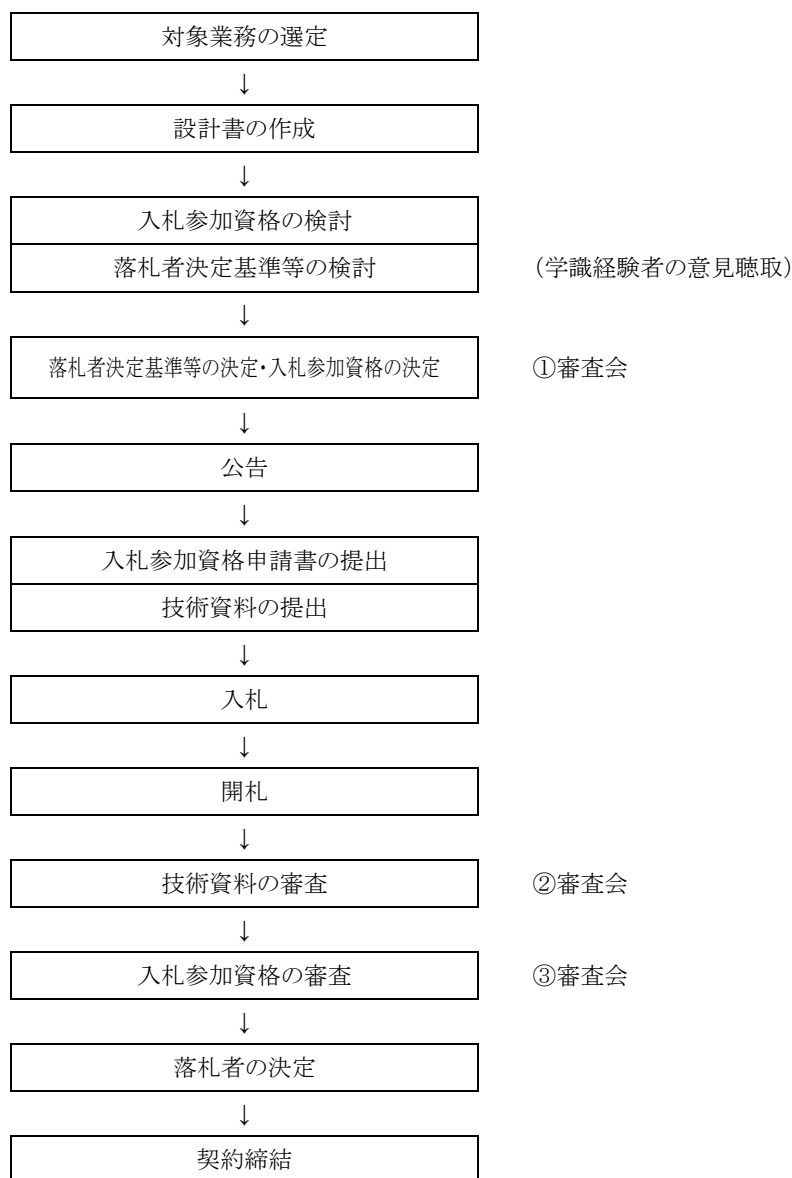 対象業務の選定
↓
設計書の作成
↓
入札参加資格の検討
落札者決定基準等の検討 (学識経験者の意見聴取)
↓
落札者決定基準等の決定・入札参加資格の決定 ①審査会
↓
公告
↓
入札参加資格申請書の提出
技術資料の提出
↓
入札
↓
開札
↓
技術資料の審査 ②審査会
↓
入札参加資格の審査 ③審査会
↓
落札者の決定
↓
契約締結